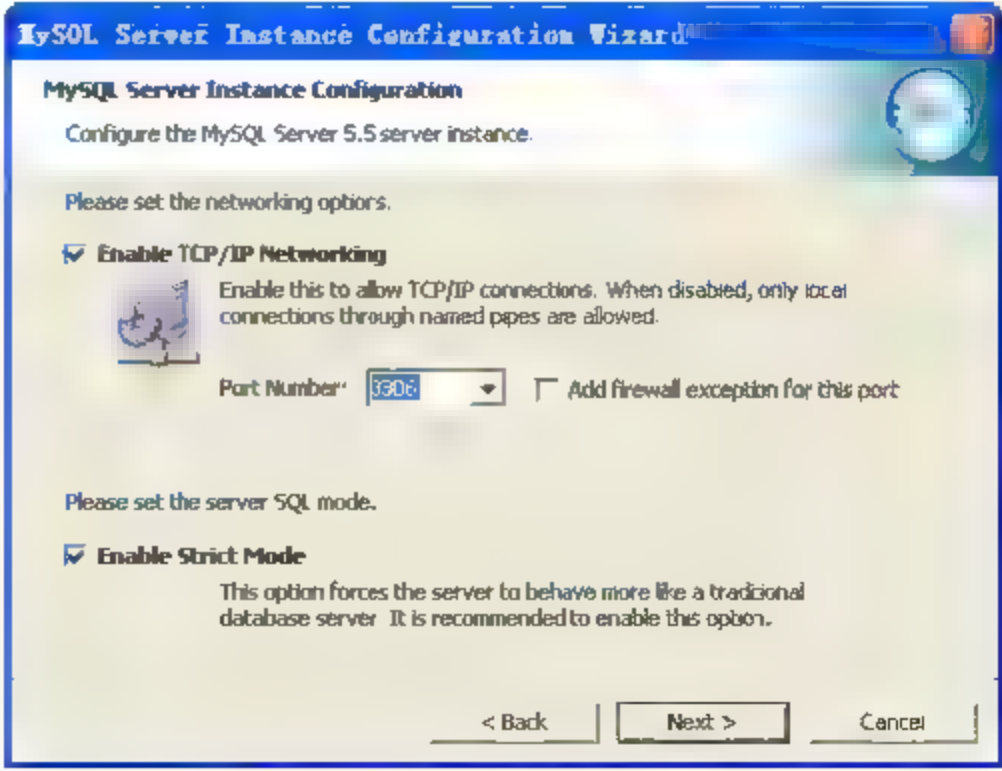 MySQL Server Instance Configuration Wizard
MySQL Server Instance Configuration
Configure the MySQL Server 5.5 server instance.
Please set the networking options.
Enable TCP/IP Networking
Enable this to allow TCP/IP connections. When disabled, only local
connections through named pipes are allowed.
Port Number: 3306 Add firewall exception for this port
Please set the server SQL mode.
Enable Strict Mode
This option forces the server to behave more like a traditional
database server. It is recommended to enable this option.
< Back Next > Cancel